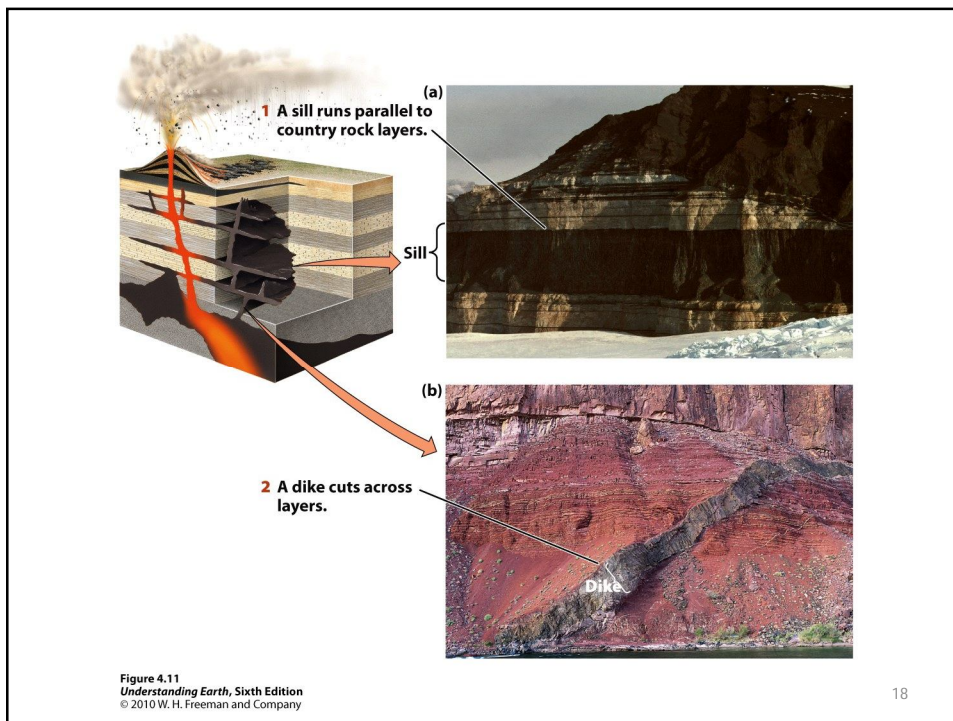 (a)
1 A sill runs parallel to
country rock layers.
Sill
(b)
2 A dike cuts across
layers.
Dike
Figure 4.11
Understanding Earth, Sixth Edition
© 2010 W. H. Freeman and Company
18